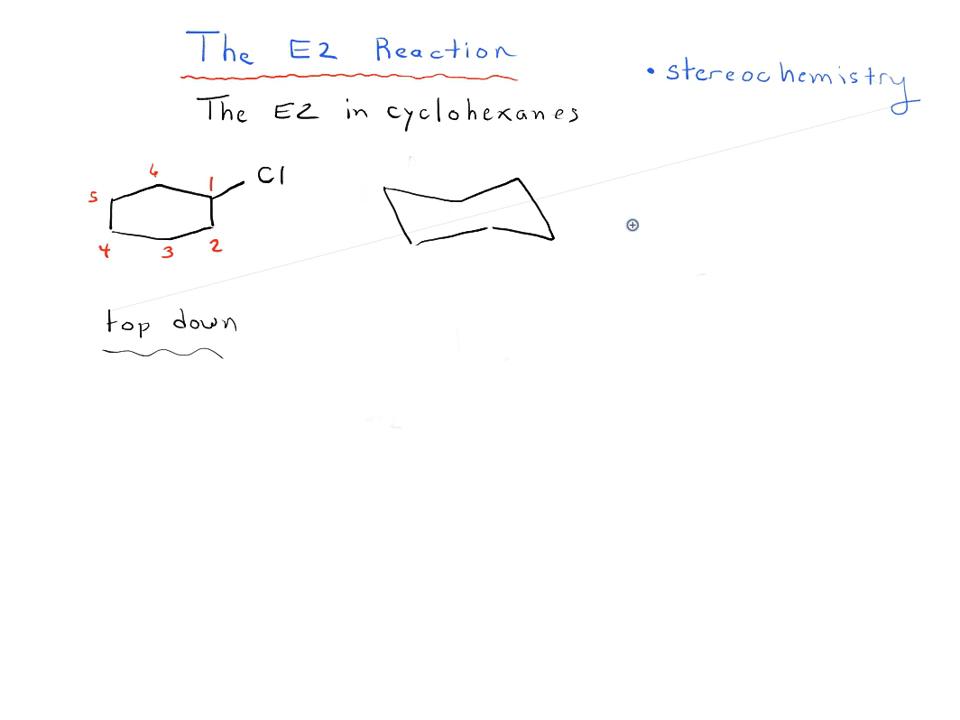 The E2 Reaction
• stereochemistry
The E2 in cyclohexanes
Cl
6
1
5
4
3
2
top down